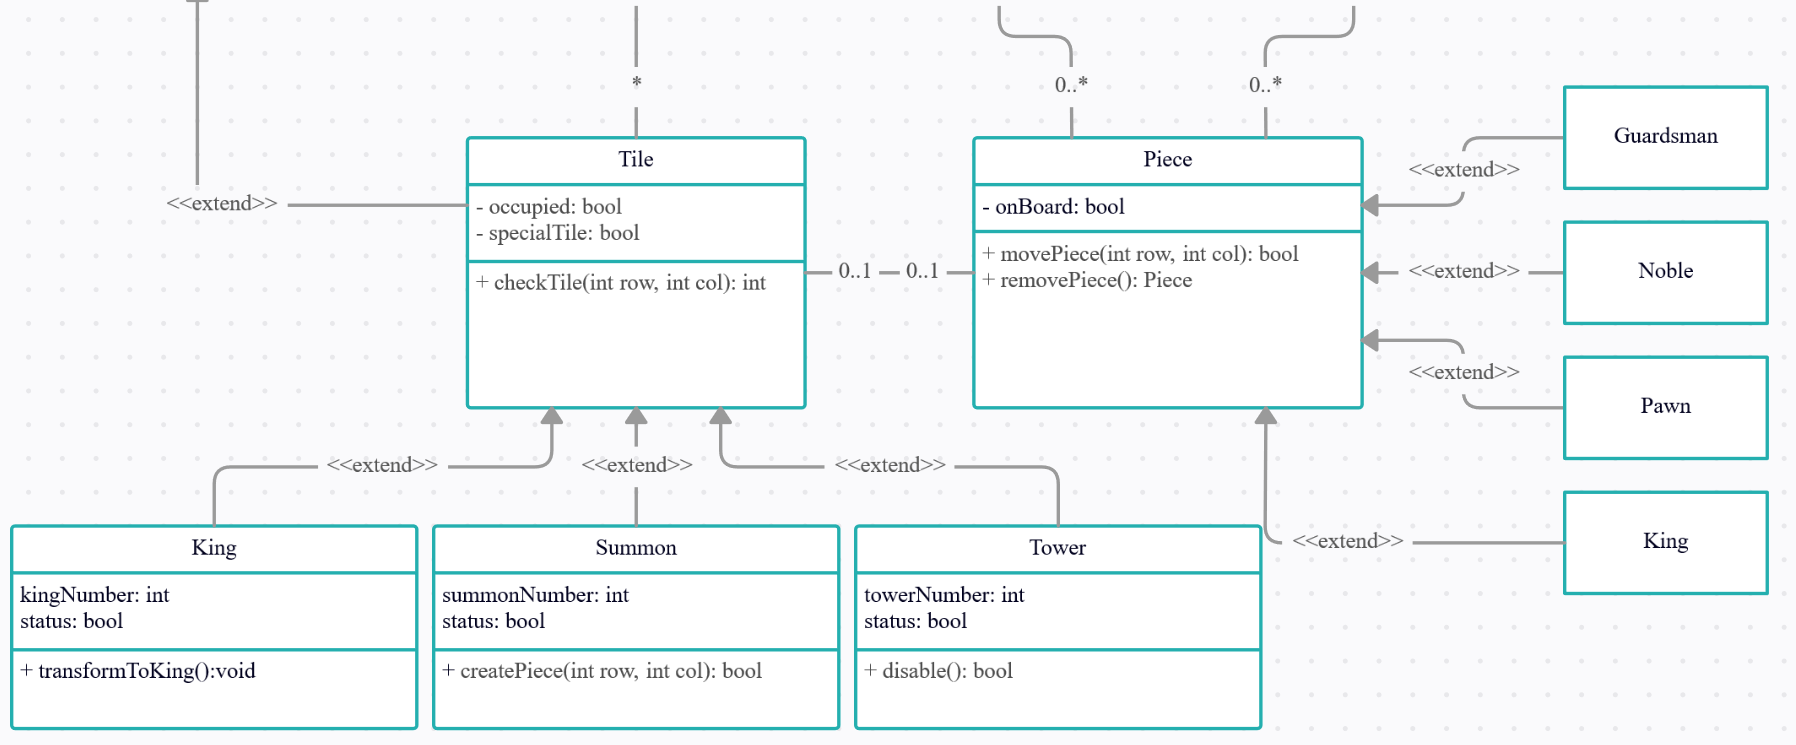 *
0..*
0..*
Guardsman
Tile
Piece
<<extend>>
<<extend>>
- occupied: bool
- specialTile: bool
- onBoard: bool
+ checkTile(int row, int col): int
0..1
0..1
+ movePiece(int row, int col): bool
+ removePiece(): Piece
<<extend>>
Noble
<<extend>>
Pawn
<<extend>>
<<extend>>
<<extend>>
<<extend>>
King
King
kingNumber: int
status: bool
+ transformToKing():void
Summon
summonNumber: int
status: bool
+ createPiece(int row, int col): bool
Tower
towerNumber: int
status: bool
+ disable(): bool